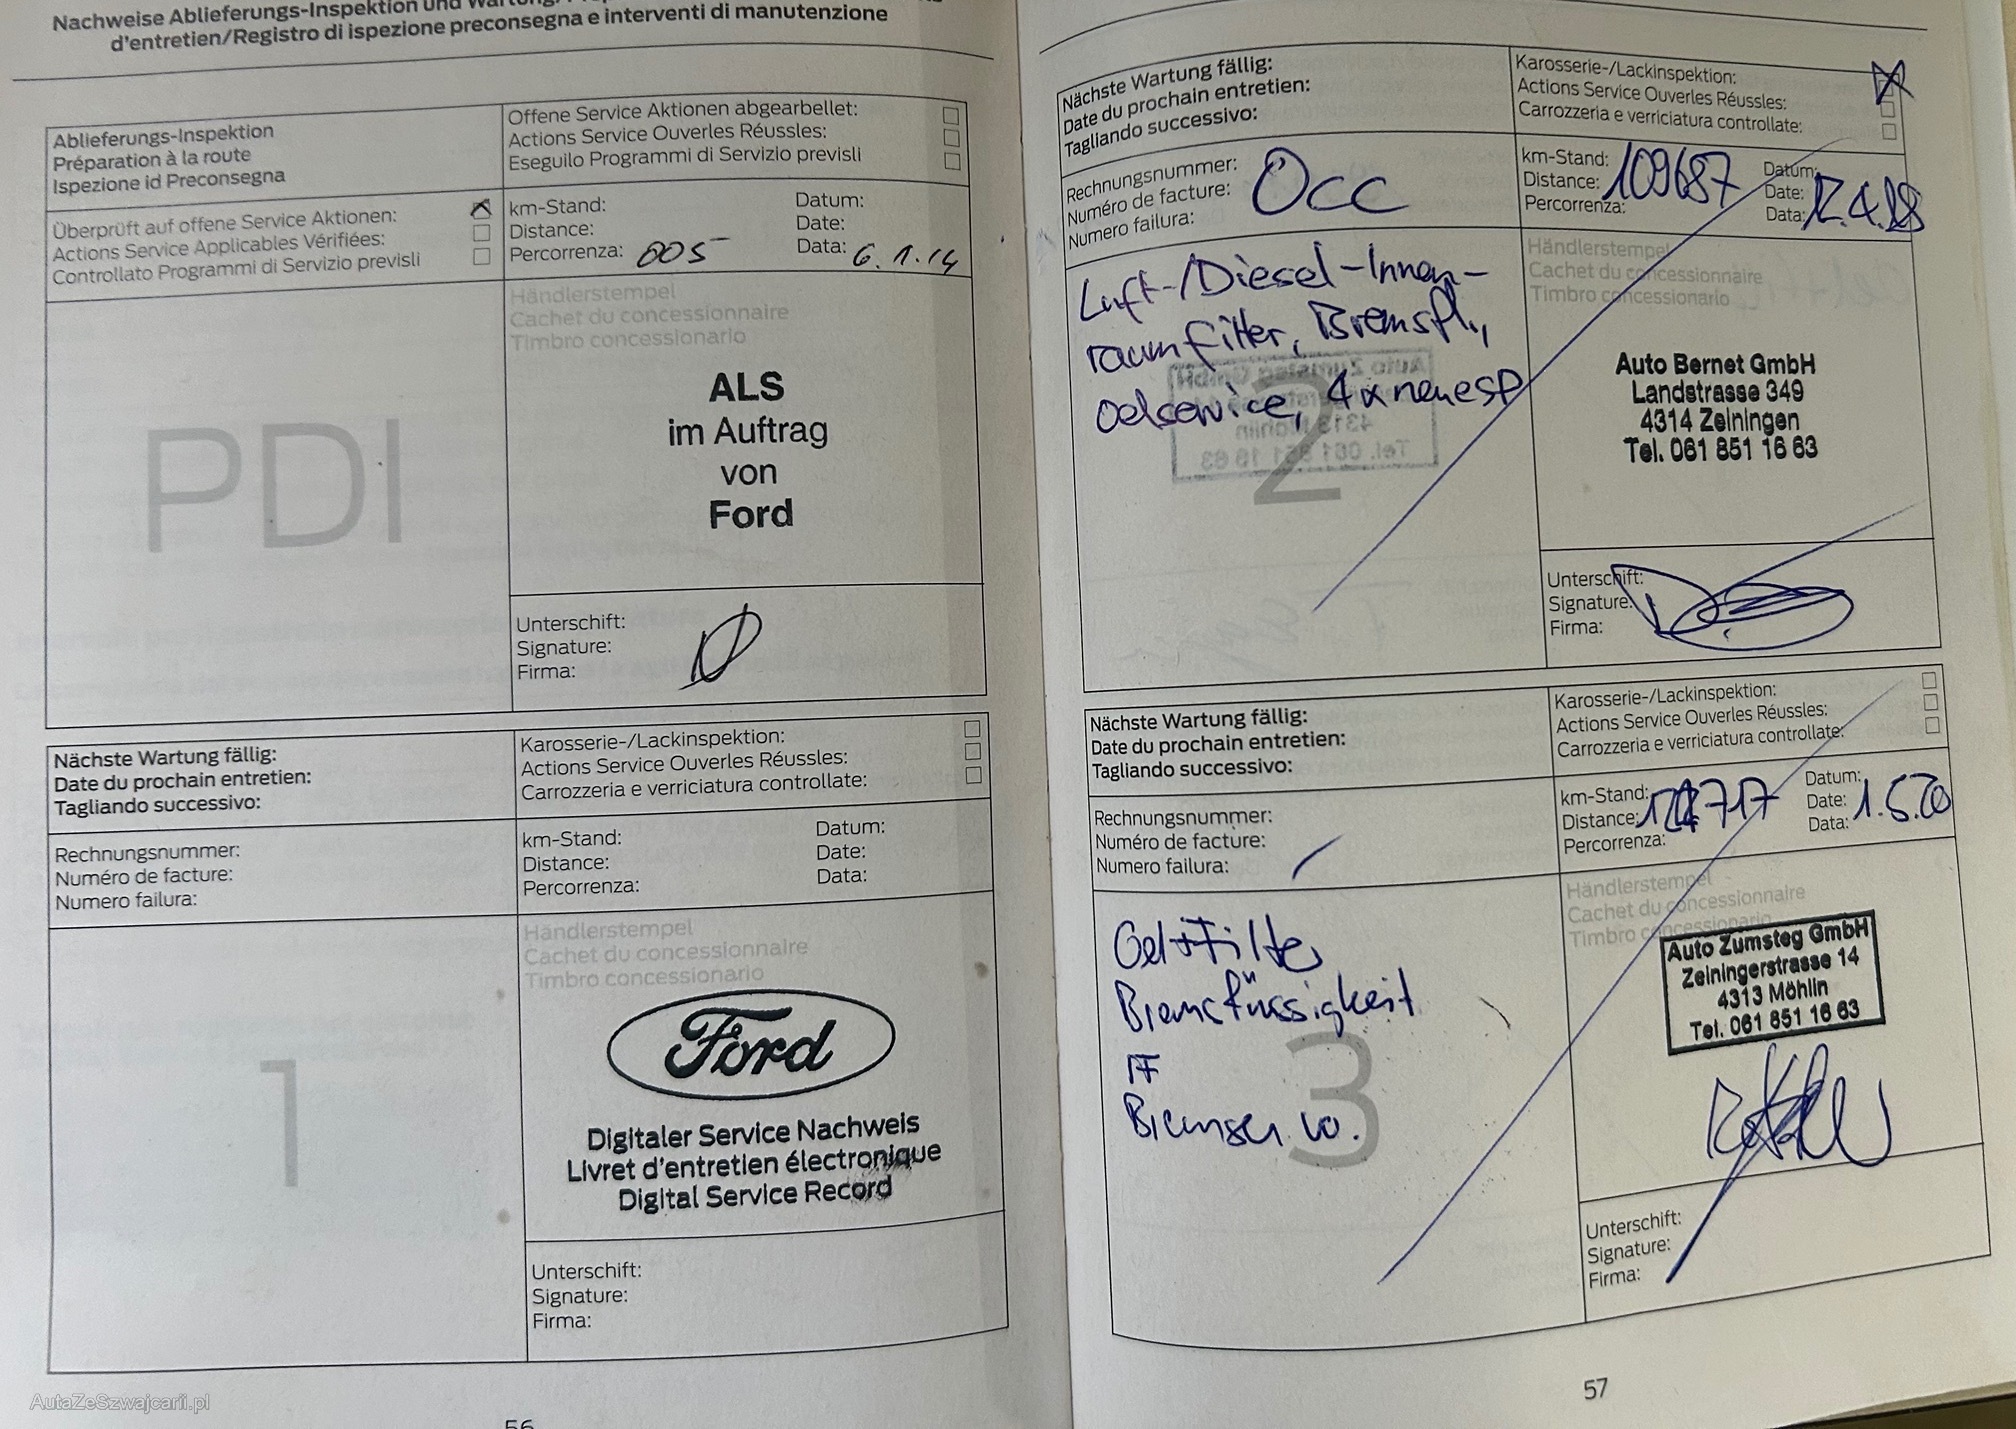 Nachweise Ablieferungs-Inspektion und
d'entretien/Registro di ispezione preconsegna e interventi di manutenzione
Ablieferungs-Inspektion
Préparation à la route
Ispezione id Preconsegna
Offene Service Aktionen abgearbellet:
Actions Service Ouverles Réussles:
Eseguilo Programmi di Servizio previsli
Überprüft auf offene Service Aktionen:
Actions Service Applicables Vérifiées:
Controllato Programmi di Servizio previsli
km-Stand:
Distance:
Percorrenza: 005
Datum:
Date:
Data: 6.1.14
PDI
Händlerstempel
Cachet du concessionnaire
Timbro concessionario
ALS
im Auftrag
von
Ford
Unterschift:
Signature:
Firma:
Nächste Wartung fällig:
Date du prochain entretien:
Tagliando successivo:
Karosserie-/Lackinspektion:
Actions Service Ouverles Réussles:
Carrozzeria e verriciatura controllate:
Rechnungsnummer:
Numéro de facture:
Numero failura:
km-Stand:
Distance:
Percorrenza:
Datum:
Date:
Data:
1
Händlerstempel
Cachet du concessionnaire
Timbro concessionario
Ford
Digitaler Service Nachweis
Livret d'entretien électronique
Digital Service Record
Unterschift:
Signature:
Firma:
AutaZeSzwajcarii.pl
56
Nächste Wartung fällig:
Date du prochain entretien:
Tagliando successivo:
Karosserie-/Lackinspektion:
Actions Service Ouverles Réussles:
Carrozzeria e verriciatura controllate:
Rechnungsnummer:
Numéro de facture:
Numero failura:
Occ
km-Stand:
Distance: 109687
Percorrenza:
Datum:
Date:
Data:
Luft-/Diesel-Innen-
raumfilter, Bremsfl.,
Oelservice, 4x neue
2
Händlerstempel
Cachet du concessionnaire
Timbro concessionario
Auto Bernet GmbH
Landstrasse 349
4314 Zeiningen
Tel. 061 851 16 63
Unterschift:
Signature:
Firma:
Nächste Wartung fällig:
Date du prochain entretien:
Tagliando successivo:
Karosserie-/Lackinspektion:
Actions Service Ouverles Réussles:
Carrozzeria e verriciatura controllate:
Rechnungsnummer:
Numéro de facture:
Numero failura:
km-Stand:
Distance:
Percorrenza:
Datum:
Date: 1.5.20
Data:
Oel+Filter
Bremsflüssigkeit
IF
Bremsen vo.
3
Händlerstempel
Cachet du concessionnaire
Timbro concessionario
Auto Zumsteg GmbH
Zeiningerstrasse 14
4313 Möhlin
Tel. 061 851 16 63
Unterschift:
Signature:
Firma:
57